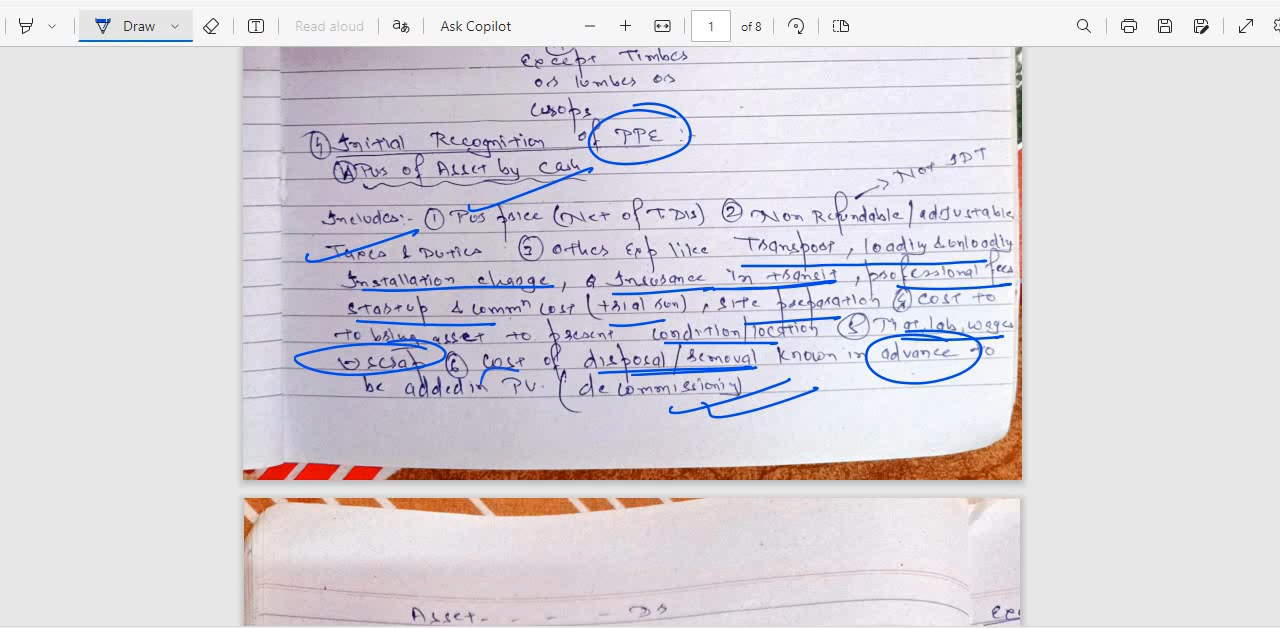 Draw
Read aloud
aあ
Ask Copilot
1 of 8
Except Timber
or lumber or
crops
④ Initial Recognition of PPE :
(A) Pur of Asset by cash
→ Not IDT
Includes:- ① Pur price (Net of T.Dis) ② Non Refundable/adjustable
Taxes & Duties ③ other Exp like Transport, loading & unloading
Installation charge, & Insurance in transit, professional fees
Startup & commn cost (trial run), site preparation ④ cost to
to bring asset to present condition/location ⑤ Mat, lab, wages
(-) scrap ⑥ Cost of disposal/removal known in advance to
be added in PV. (decommissioning
Asset - - - - Dr